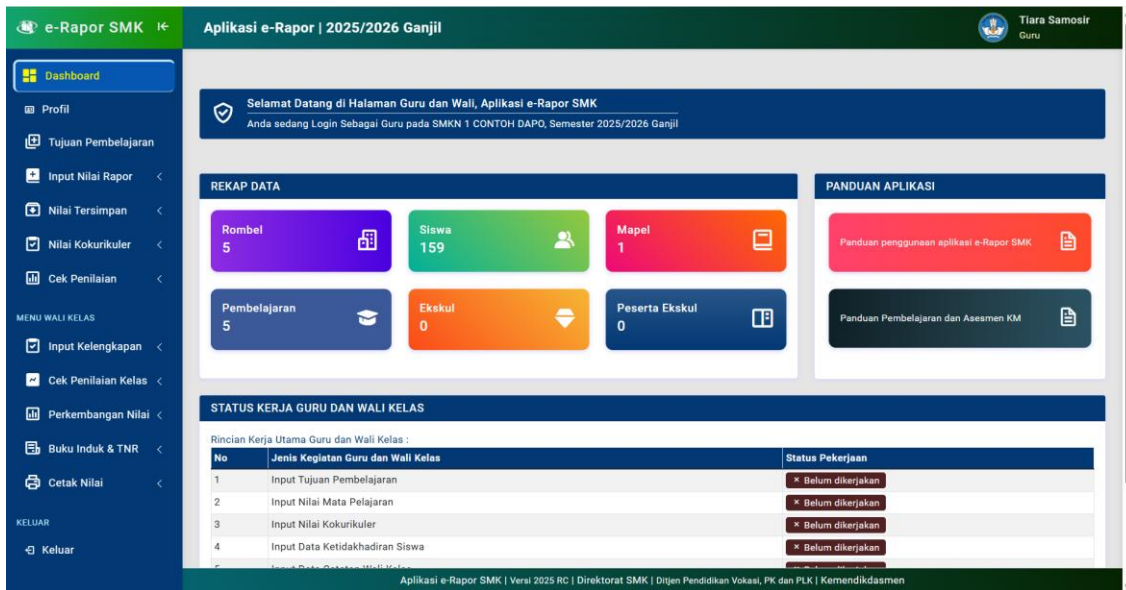 e-Rapor SMK
Aplikasi e-Rapor | 2025/2026 Ganjil
Tiara Samosir
Guru
Dashboard
Profil
Tujuan Pembelajaran
Input Nilai Rapor
Nilai Tersimpan
Nilai Kokurikuler
Cek Penilaian
MENU WALI KELAS
Input Kelengkapan
Cek Penilaian Kelas
Perkembangan Nilai
Buku Induk & TNR
Cetak Nilai
KELUAR
Keluar
Selamat Datang di Halaman Guru dan Wali, Aplikasi e-Rapor SMK
Anda sedang Login Sebagai Guru pada SMKN 1 CONTOH DAPO, Semester 2025/2026 Ganjil
REKAP DATA
Rombel
5
Siswa
159
Mapel
1
Pembelajaran
5
Ekskul
0
Peserta Ekskul
0
PANDUAN APLIKASI
Panduan penggunaan aplikasi e-Rapor SMK
Panduan Pembelajaran dan Asesmen KM
STATUS KERJA GURU DAN WALI KELAS
Rincian Kerja Utama Guru dan Wali Kelas :
No Jenis Kegiatan Guru dan Wali Kelas Status Pekerjaan
1 Input Tujuan Pembelajaran × Belum dikerjakan
2 Input Nilai Mata Pelajaran × Belum dikerjakan
3 Input Nilai Kokurikuler × Belum dikerjakan
4 Input Data Ketidakhadiran Siswa × Belum dikerjakan
Aplikasi e-Rapor SMK | Versi 2025 RC | Direktorat SMK | Ditjen Pendidikan Vokasi, PK dan PLK | Kemendikdasmen